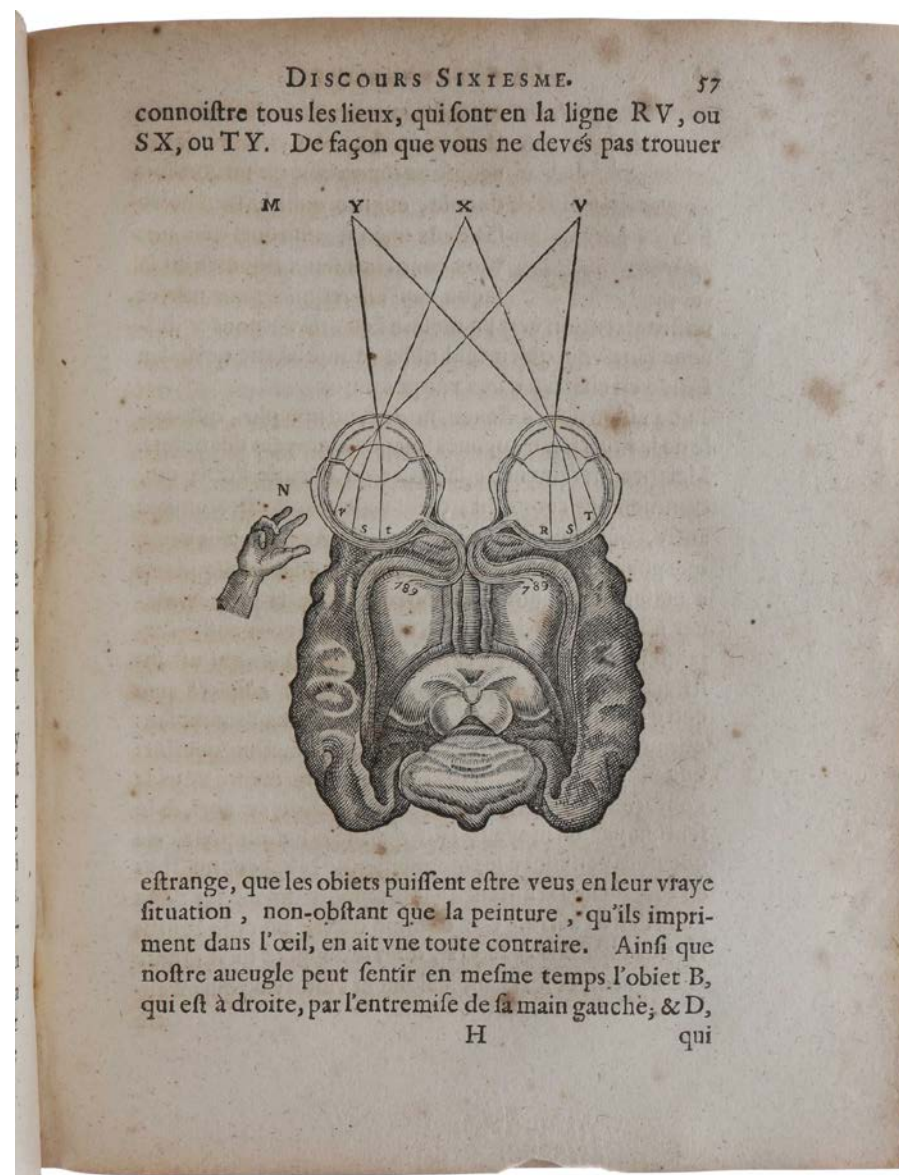 DISCOURS SIXIESME. 57
connoiſtre tous les lieux, qui ſont en la ligne RV, ou
SX, ou TY. De façon que vous ne devés pas trouuer
M Y X V
N
r S t R S T
789 789
eſtrange, que les obiets puiſſent eſtre veus en leur vraye
ſituation , non-obſtant que la peinture , qu'ils impri-
ment dans l'œil, en ait vne toute contraire. Ainſi que
noſtre aueugle peut ſentir en meſme temps l'obiet B,
qui eſt à droite, par l'entremiſe de ſa main gauche; & D,
H qui